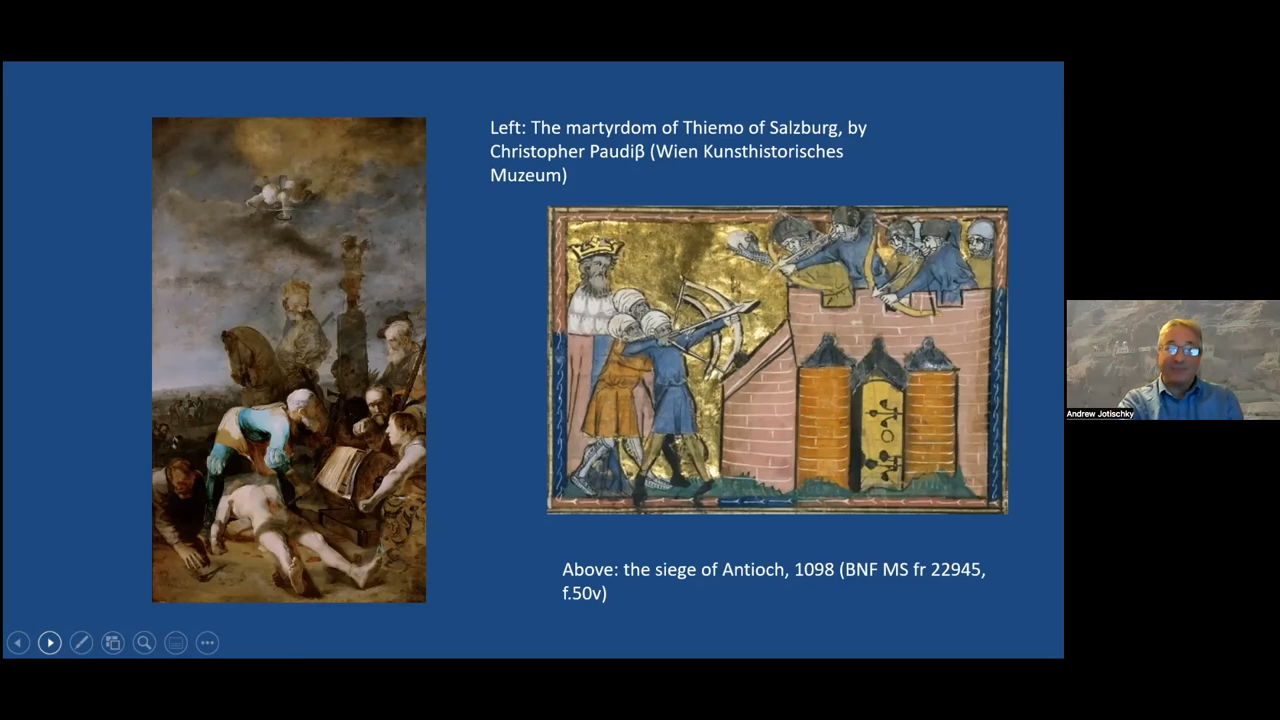 Left: The martyrdom of Thiemo of Salzburg, by
Christopher Paudiβ (Wien Kunsthistorisches
Muzeum)
Above: the siege of Antioch, 1098 (BNF MS fr 22945,
f.50v)
Andrew Jotischky